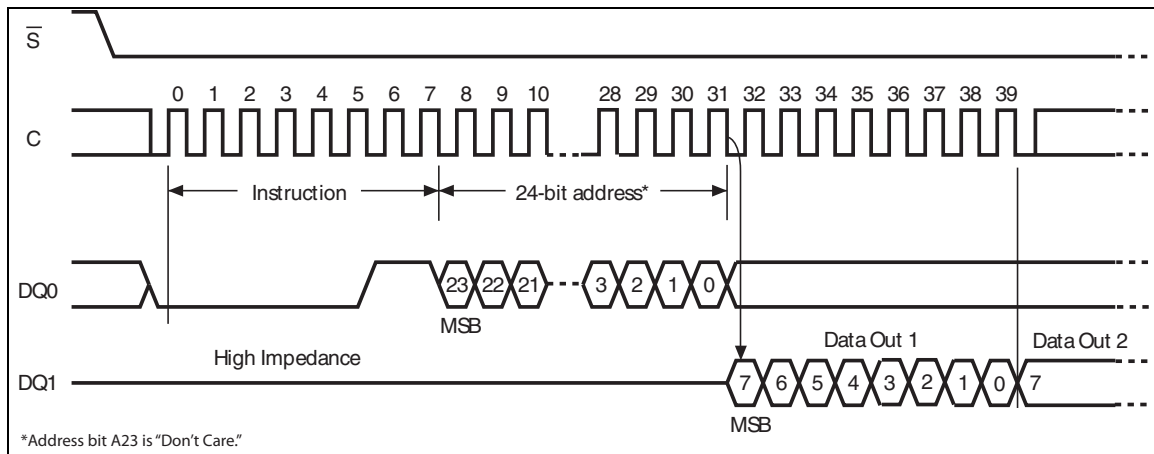 S̅
0 1 2 3 4 5 6 7 8 9 10 28 29 30 31 32 33 34 35 36 37 38 39
C
Instruction 24-bit address*
DQ0 23 22 21 3 2 1 0
MSB
High Impedance Data Out 1 Data Out 2
DQ1 7 6 5 4 3 2 1 0 7
MSB
*Address bit A23 is “Don’t Care.”